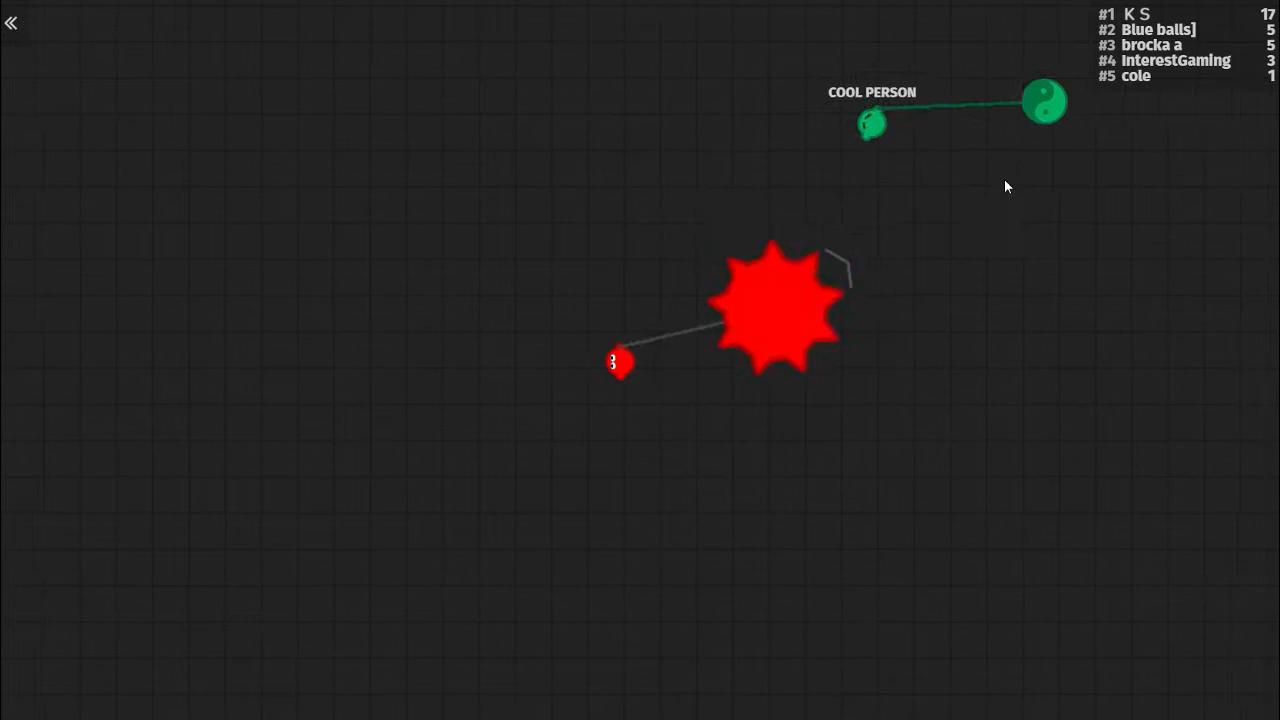 #1 K S 17
#2 Blue balls] 5
#3 brocka a 5
#4 InterestGaming 3
#5 cole 1
COOL PERSON